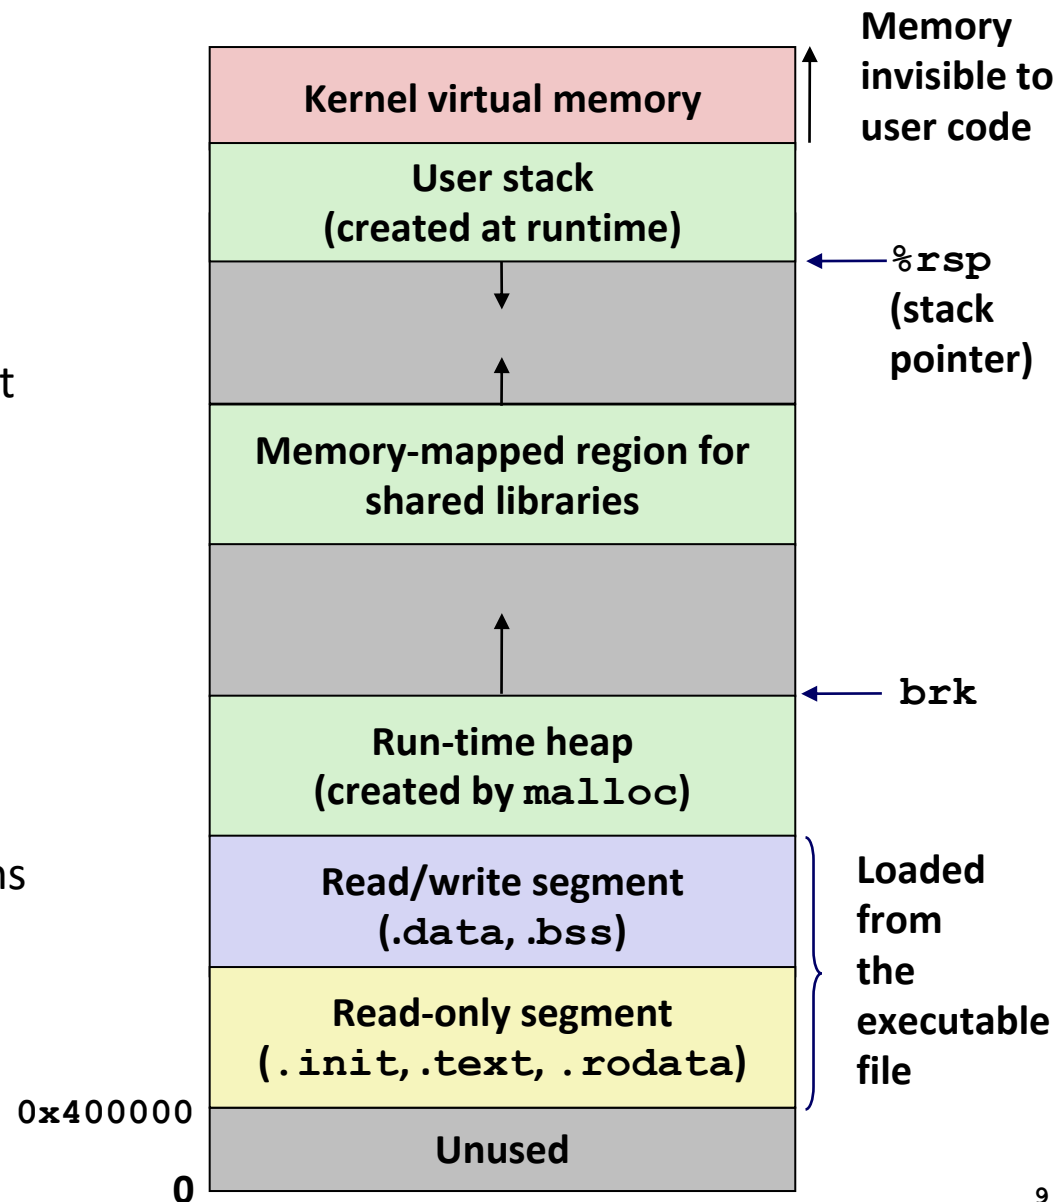 Memory
invisible to
user code
Kernel virtual memory
User stack
(created at runtime)
%rsp
(stack
pointer)
t
Memory-mapped region for
shared libraries
brk
Run-time heap
(created by malloc)
ns
Read/write segment
(.data, .bss)
Loaded
from
the
executable
file
Read-only segment
(.init, .text, .rodata)
0x400000
Unused
0
9